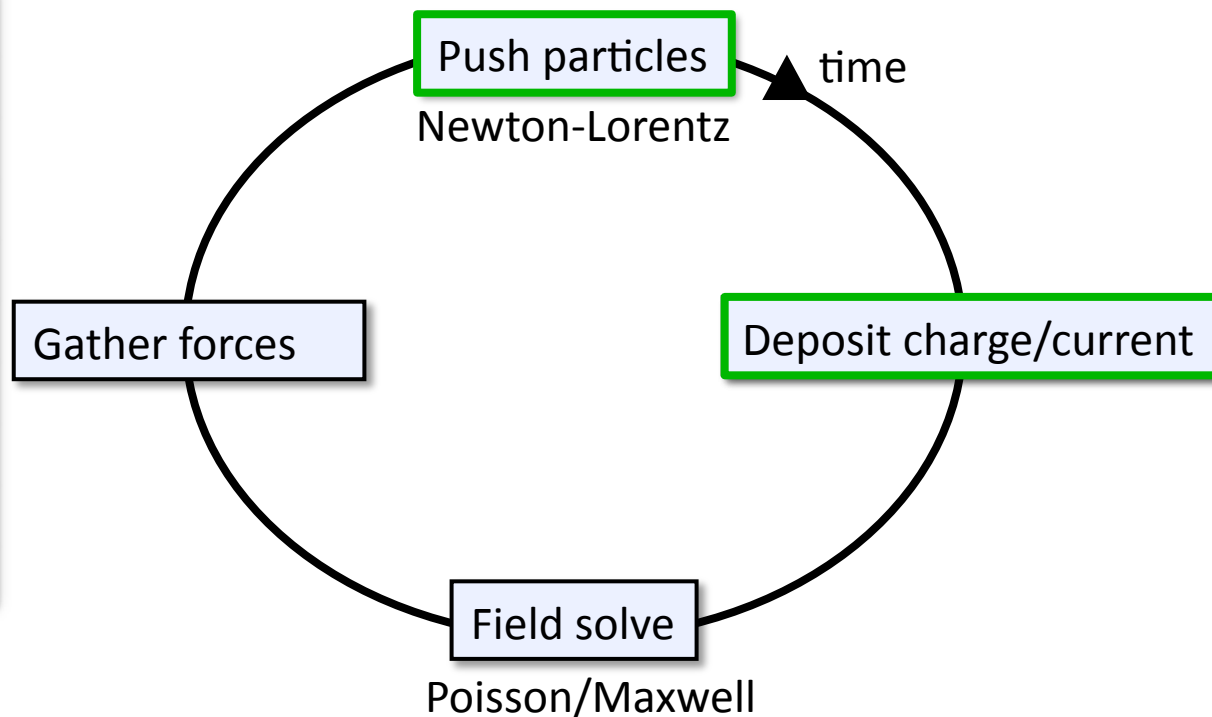 Push particles
time
Newton-Lorentz
Gather forces
Deposit charge/current
Field solve
Poisson/Maxwell